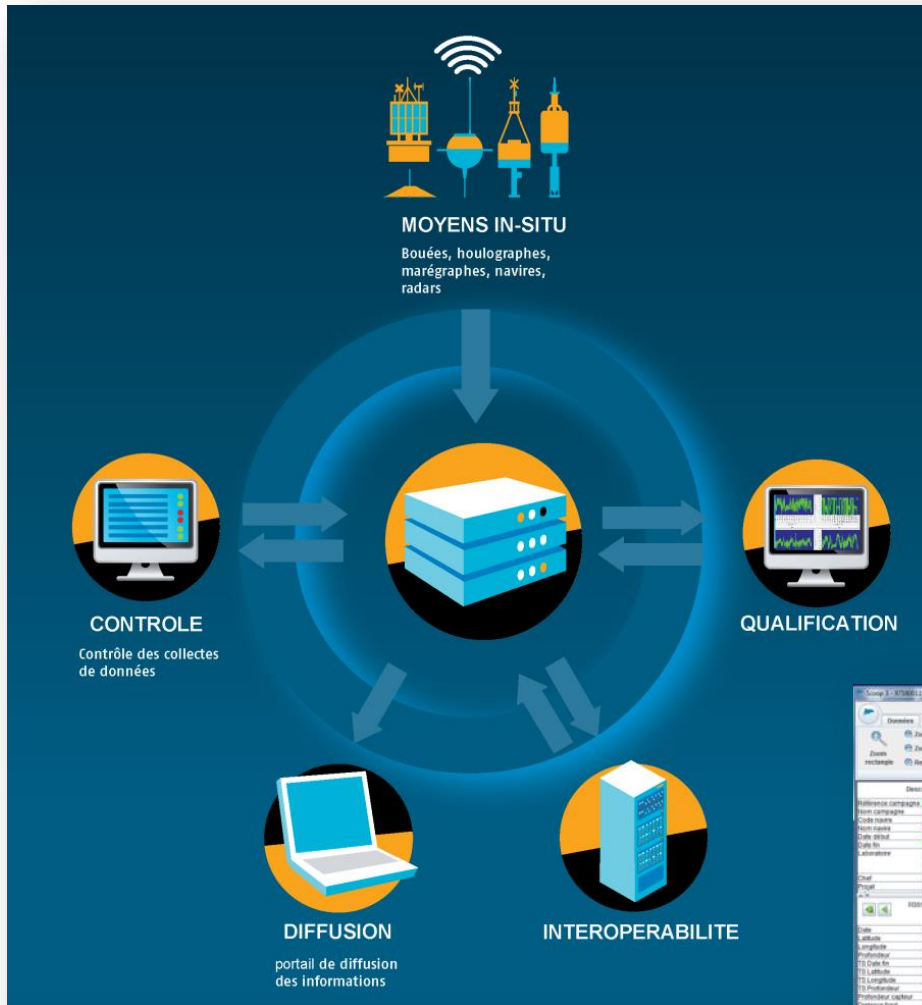 MOYENS IN-SITU
Bouées, houlographes,
marégraphes, navires,
radars
CONTROLE
Contrôle des collectes
de données
QUALIFICATION
DIFFUSION
portail de diffusion
des informations
INTEROPERABILITE
Données
Zoom
rectangle
Référence campagne
Nom campagne
Code navire
Nom navire
Date début
Date fin
Laboratoire
Chef
Projet
Date
Latitude
Longitude
Profondeur
TS Date fin
TS Latitude
TS Longitude
TS Profondeur
Profondeur capteur